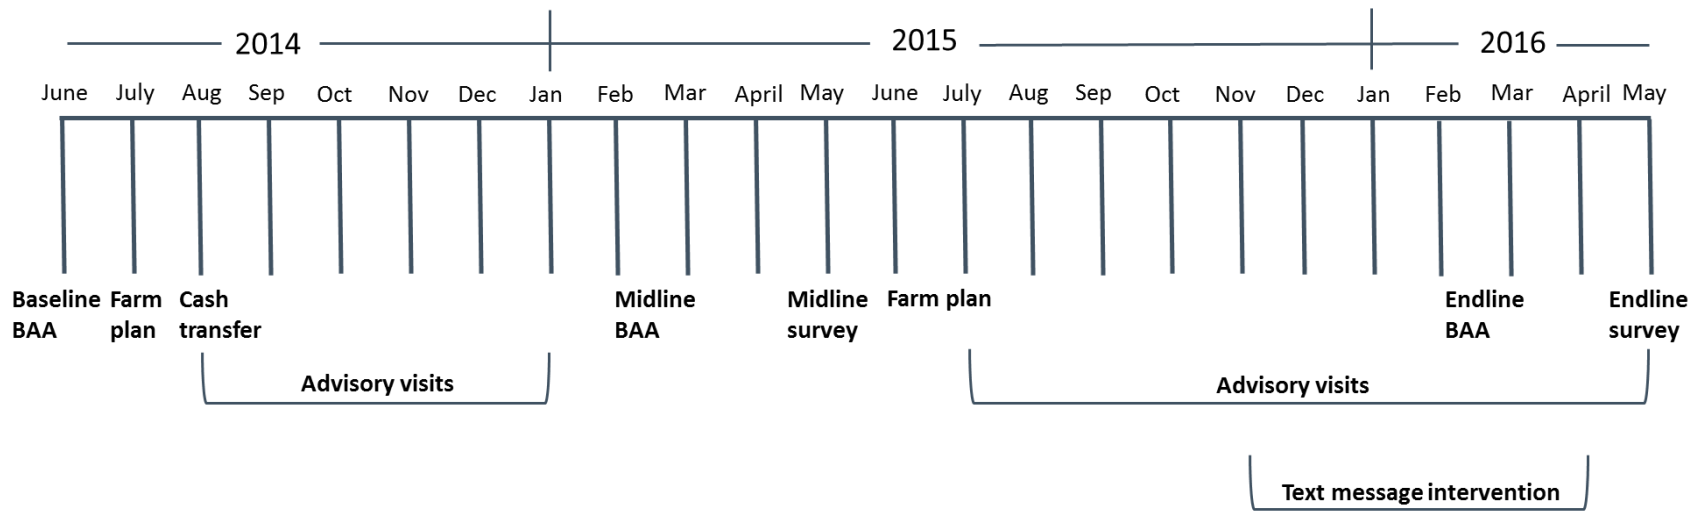 2014 2015 2016
June July Aug Sep Oct Nov Dec Jan Feb Mar April May June July Aug Sep Oct Nov Dec Jan Feb Mar April May
Baseline BAA
Farm plan
Cash transfer
Midline BAA
Midline survey
Farm plan
Endline BAA
Endline survey
Advisory visits
Advisory visits
Text message intervention